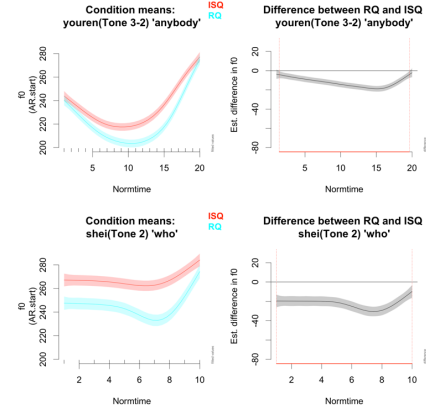 Condition means:
youren(Tone 3-2) 'anybody'
ISQ
RQ
f0
(AR.start)
280
260
240
220
200
5
10
15
20
Normtime
Difference between RQ and ISQ
youren(Tone 3-2) 'anybody'
Est. difference in f0
20
0
-40
-80
5
10
15
20
Normtime
Condition means:
shei(Tone 2) 'who'
ISQ
RQ
f0
(AR.start)
280
260
240
220
200
2
4
6
8
10
Normtime
Difference between RQ and ISQ
shei(Tone 2) 'who'
Est. difference in f0
20
0
-40
-80
2
4
6
8
10
Normtime